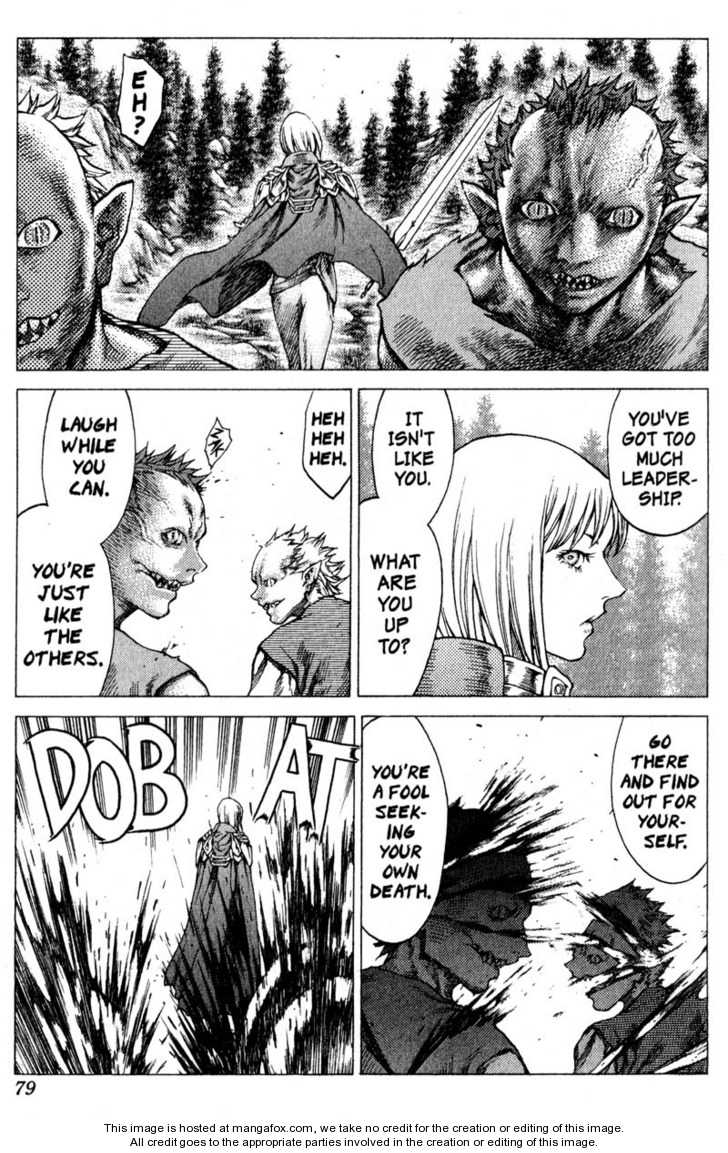 EH?
YOU'VE
GOT TOO
MUCH
LEADER-
SHIP.
IT
ISN'T
LIKE
YOU.
WHAT
ARE
YOU
UP
TO?
HEH
HEH
HEH.
LAUGH
WHILE
YOU
CAN.
YOU'RE
JUST
LIKE
THE
OTHERS.
GO
THERE
AND FIND
OUT FOR
YOUR-
SELF.
YOU'RE
A FOOL
SEEK-
ING
YOUR
OWN
DEATH.
DOB
AT
79
This image is hosted at mangafox.com, we take no credit for the creation or editing of this image.
All credit goes to the appropriate parties involved in the creation or editing of this image.